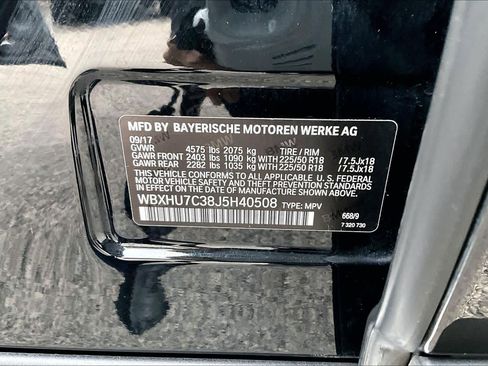 MFD BY BAYERISCHE MOTOREN WERKE AG
09/17
GVWR 4575 lbs 2075 kg TIRE / RIM
GAWR FRONT 2403 lbs 1090 kg 225/50 R18 /7.5Jx18
GAWR REAR 2282 lbs 1035 kg 225/50 R18 /7.5Jx18
THIS VEHICLE CONFORMS TO ALL APPLICABLE U.S. FEDERAL
MOTOR VEHICLE SAFETY, BUMPER, AND THEFT PREVENTION
STANDARDS IN EFFECT ON THE DATE OF MANUFACTURE SHOWN ABOVE.
WBXHU7C38J5H40508 TYPE: MPV
668/9
7 320 730